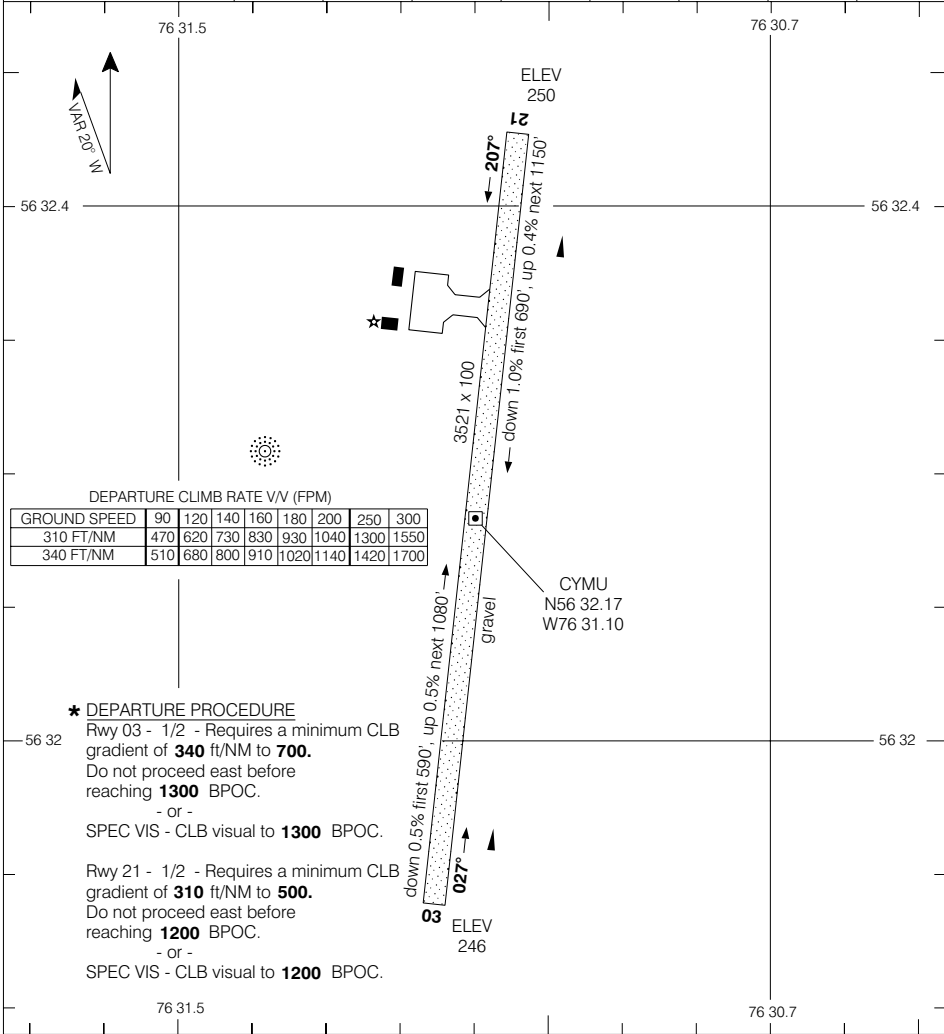 76 31.5
76 30.7
VAR 20° W
ELEV
250
21
207°
56 32.4
56 32.4
down 1.0% first 690', up 0.4% next 1150'
3521 x 100
DEPARTURE CLIMB RATE V/V (FPM)
GROUND SPEED 90 120 140 160 180 200 250 300
310 FT/NM 470 620 730 830 930 1040 1300 1550
340 FT/NM 510 680 800 910 1020 1140 1420 1700
CYMU
N56 32.17
W76 31.10
gravel
down 0.5% first 590', up 0.5% next 1080'
* DEPARTURE PROCEDURE
Rwy 03 - 1/2 - Requires a minimum CLB
gradient of 340 ft/NM to 700.
Do not proceed east before
reaching 1300 BPOC.
- or -
SPEC VIS - CLB visual to 1300 BPOC.
Rwy 21 - 1/2 - Requires a minimum CLB
gradient of 310 ft/NM to 500.
Do not proceed east before
reaching 1200 BPOC.
- or -
SPEC VIS - CLB visual to 1200 BPOC.
56 32
56 32
027°
03
ELEV
246
76 31.5
76 30.7